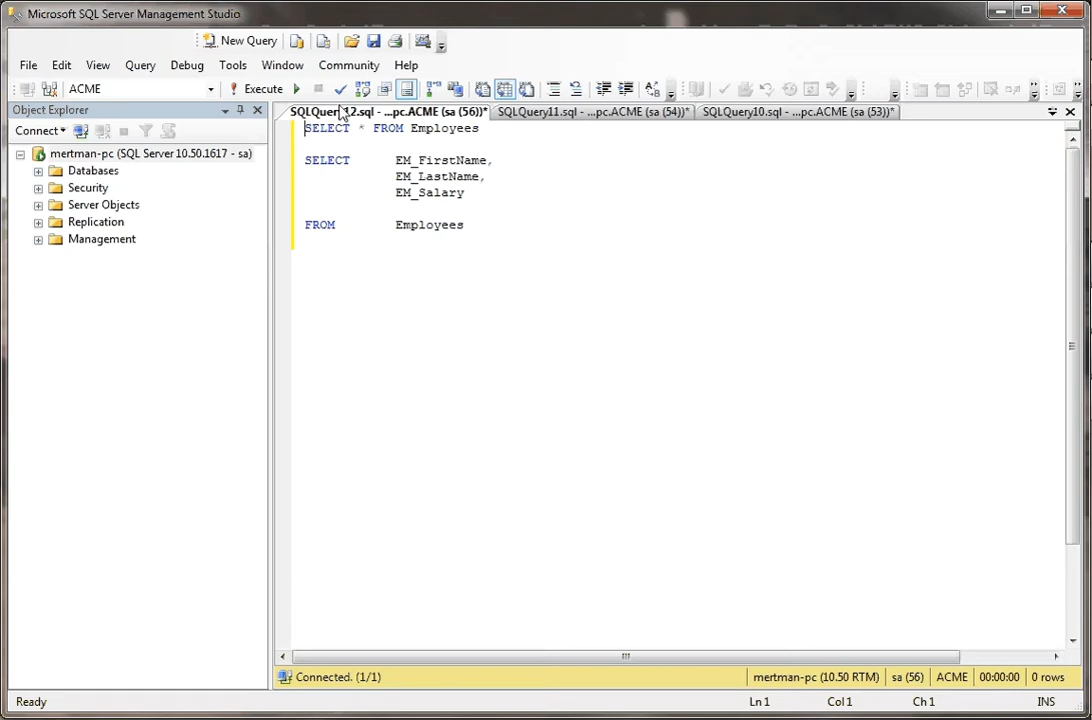 Microsoft SQL Server Management Studio
New Query
File Edit View Query Debug Tools Window Community Help
ACME Execute
Object Explorer
Connect
mertman-pc (SQL Server 10.50.1617 - sa)
Databases
Security
Server Objects
Replication
Management
SQLQuery12.sql - ...pc.ACME (sa (56))* SQLQuery11.sql - ...pc.ACME (sa (54))* SQLQuery10.sql - ...pc.ACME (sa (53))*
SELECT * FROM Employees
SELECT EM_FirstName,
EM_LastName,
EM_Salary
FROM Employees
Connected. (1/1) mertman-pc (10.50 RTM) sa (56) ACME 00:00:00 0 rows
Ready Ln 1 Col 1 Ch 1 INS